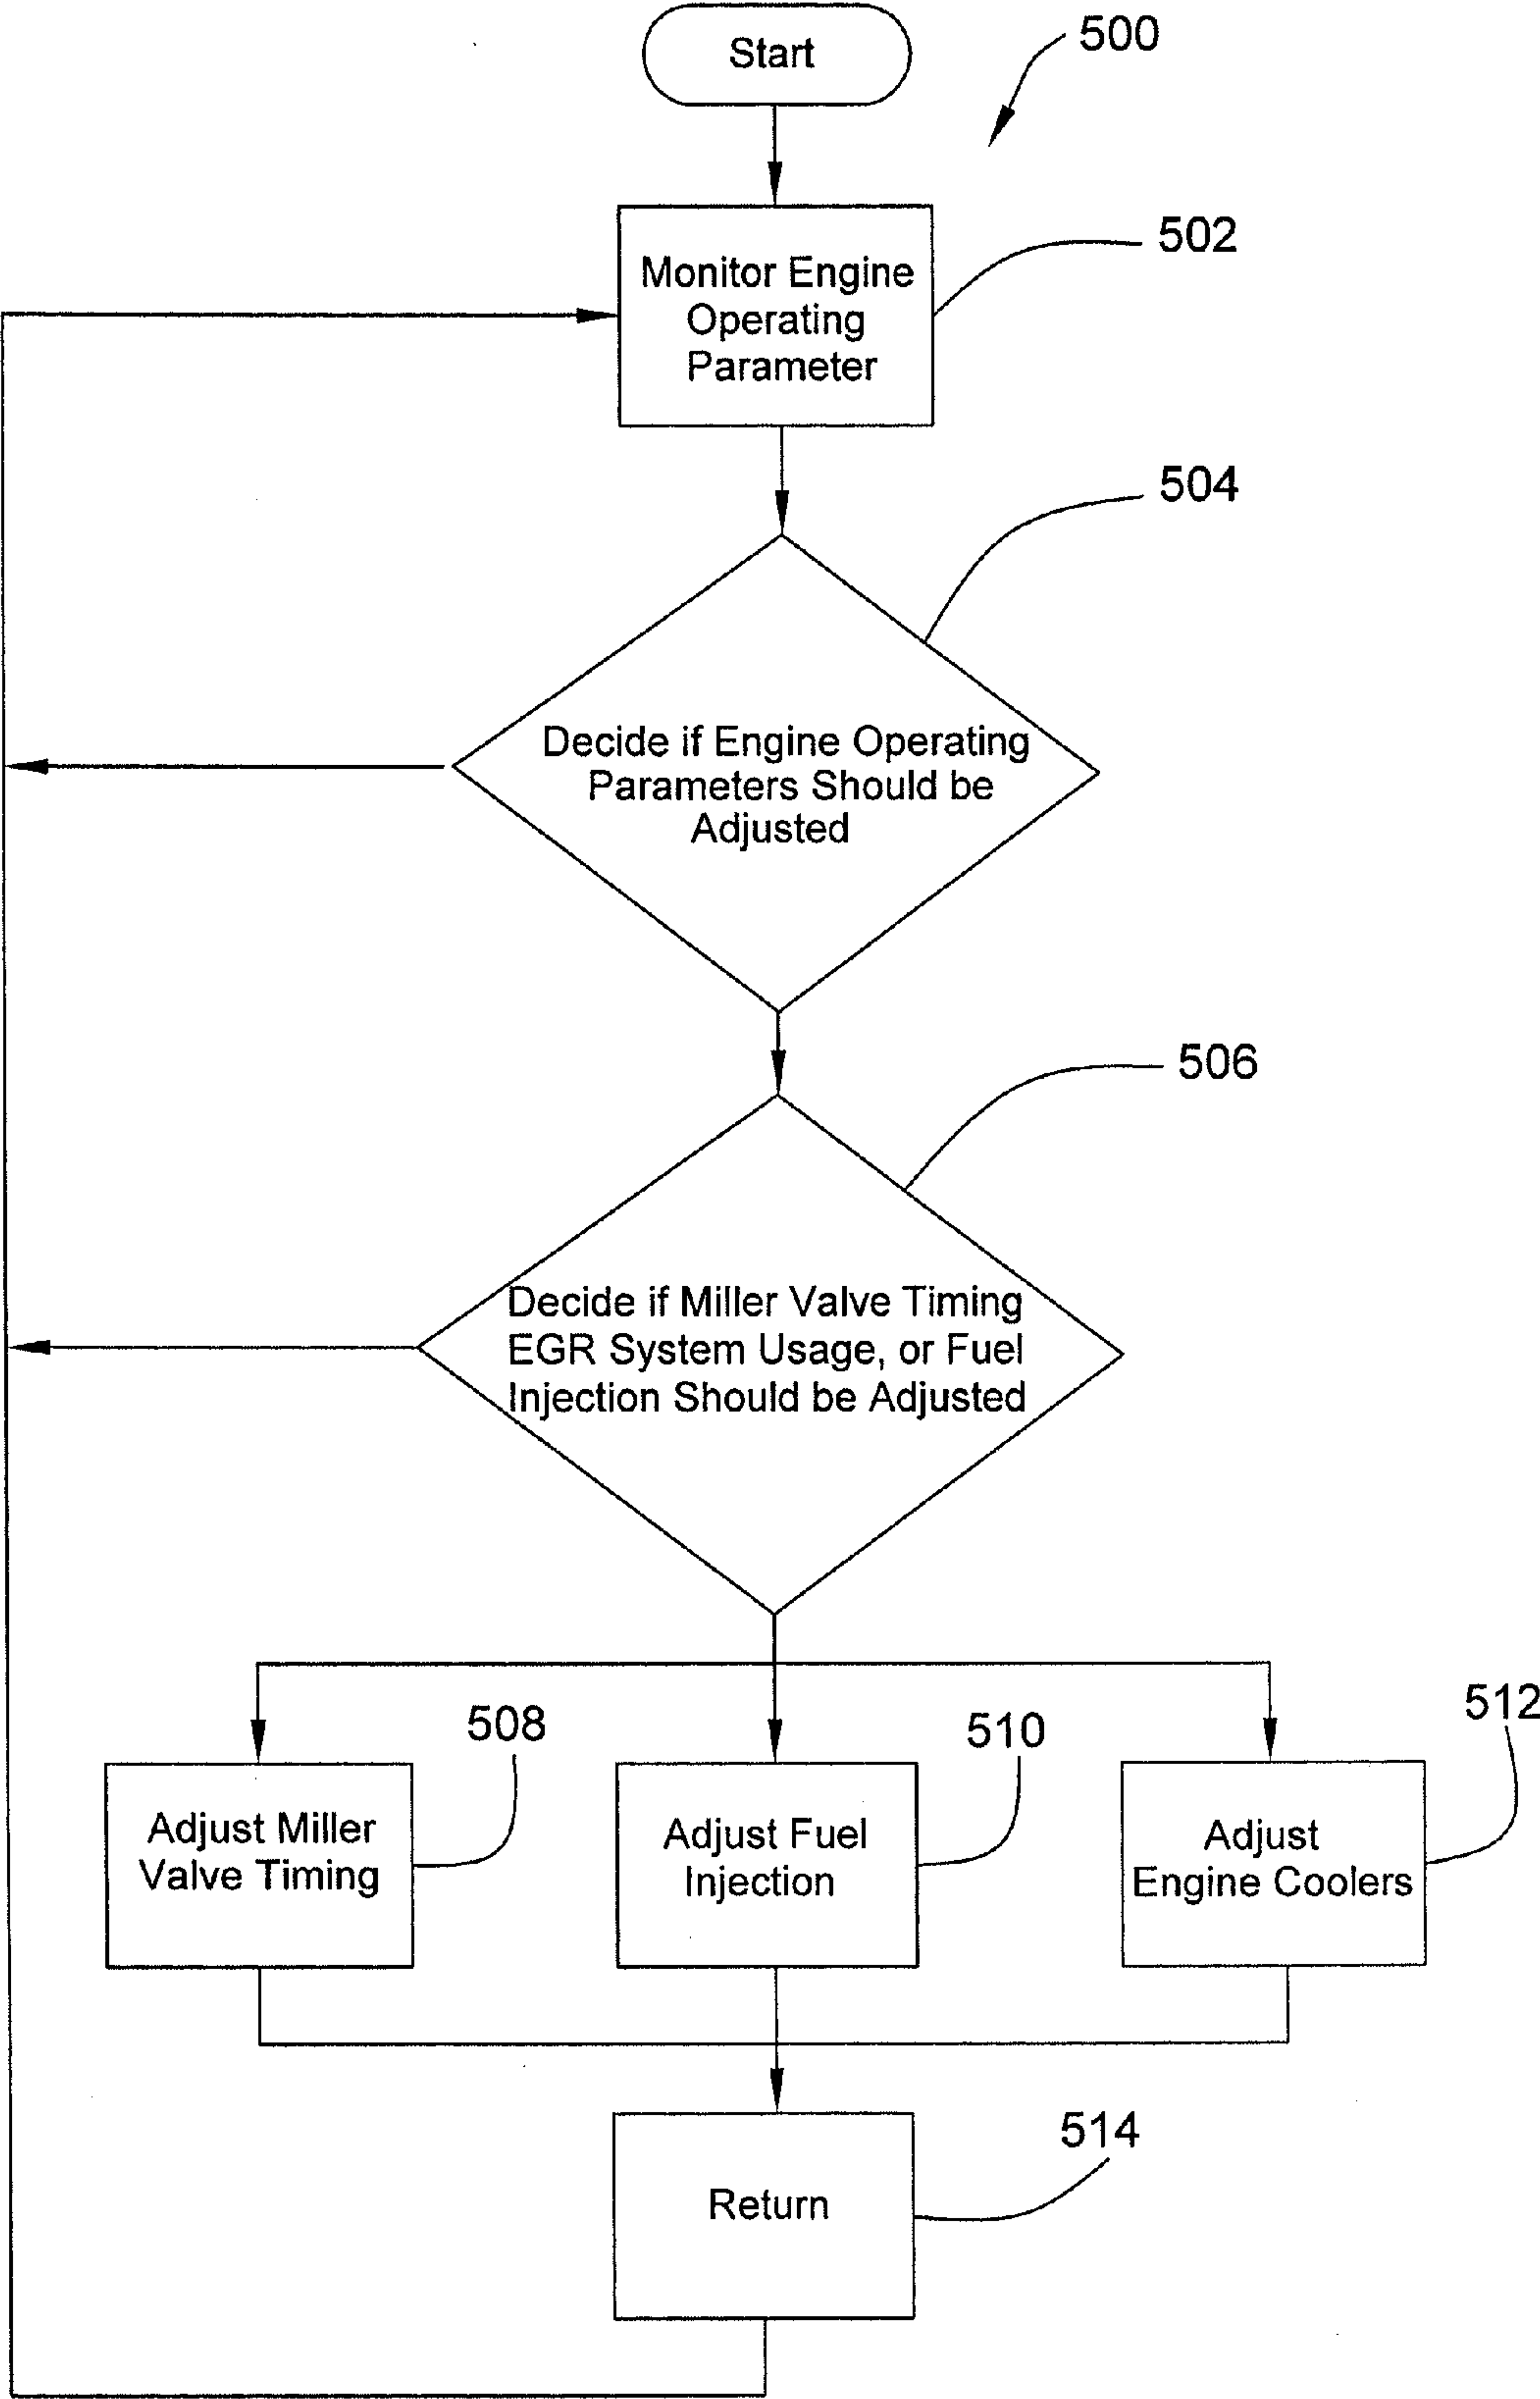 Start
500
502
Monitor Engine
Operating
Parameter
504
Decide if Engine Operating
Parameters Should be
Adjusted
506
Decide if Miller Valve Timing
EGR System Usage, or Fuel
Injection Should be Adjusted
508
510
512
Adjust Miller
Valve Timing
Adjust Fuel
Injection
Adjust
Engine Coolers
514
Return